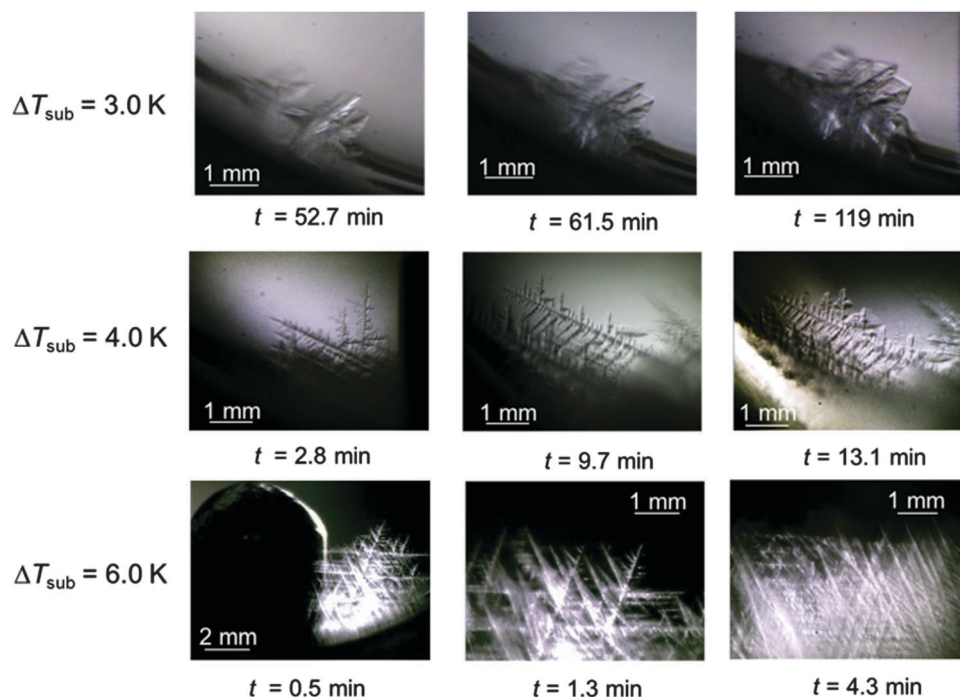 ΔTsub = 3.0 K
1 mm
1 mm
1 mm
t = 52.7 min
t = 61.5 min
t = 119 min
ΔTsub = 4.0 K
1 mm
1 mm
1 mm
t = 2.8 min
t = 9.7 min
t = 13.1 min
ΔTsub = 6.0 K
2 mm
1 mm
1 mm
t = 0.5 min
t = 1.3 min
t = 4.3 min